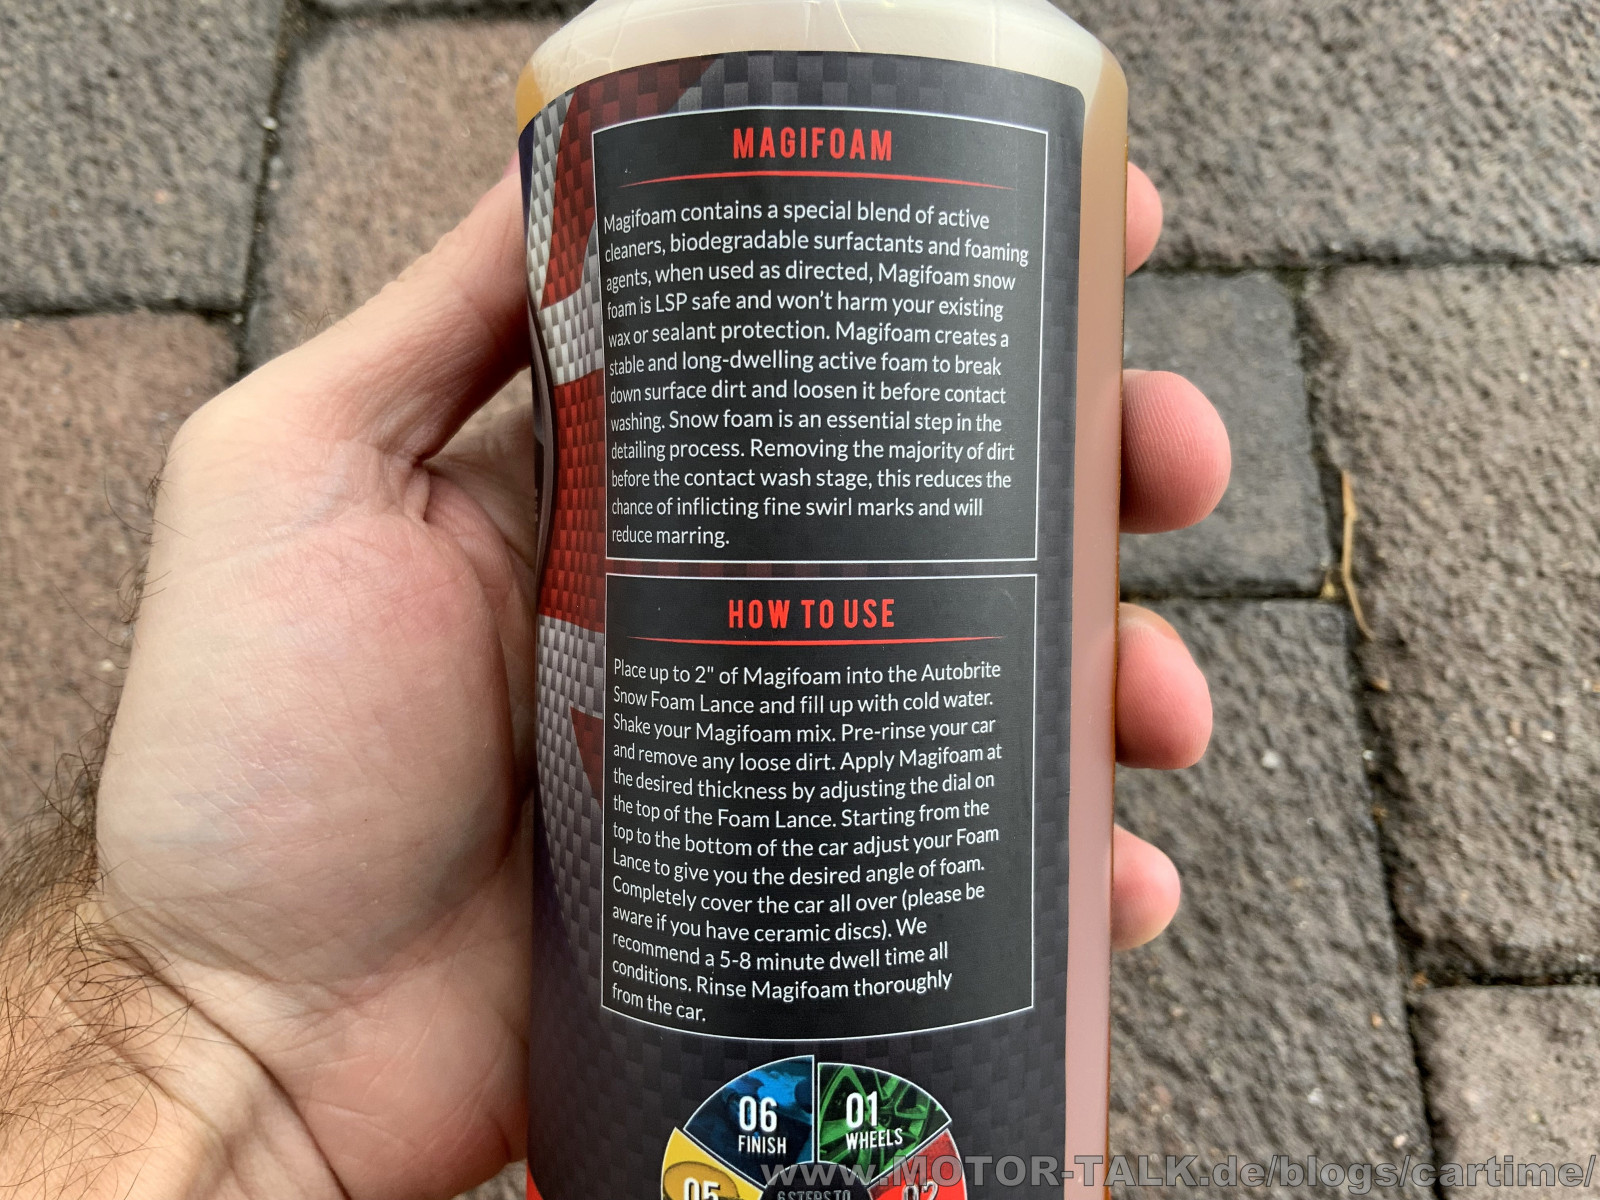 MAGIFOAM
Magifoam contains a special blend of active
cleaners, biodegradable surfactants and foaming
agents, when used as directed, Magifoam snow
foam is LSP safe and won't harm your existing
wax or sealant protection. Magifoam creates a
stable and long-dwelling active foam to break
down surface dirt and loosen it before contact
washing. Snow foam is an essential step in the
detailing process. Removing the majority of dirt
before the contact wash stage, this reduces the
chance of inflicting fine swirl marks and will
reduce marring.
HOW TO USE
Place up to 2" of Magifoam into the Autobrite
Snow Foam Lance and fill up with cold water.
Shake your Magifoam mix. Pre-rinse your car
and remove any loose dirt. Apply Magifoam at
the desired thickness by adjusting the dial on
the top of the Foam Lance. Starting from the
top to the bottom of the car adjust your Foam
Lance to give you the desired angle of foam.
Completely cover the car all over (please be
aware if you have ceramic discs). We
recommend a 5-8 minute dwell time all
conditions. Rinse Magifoam thoroughly
from the car.
06
FINISH
01
WHEELS
05
6 STEPS TO
02
www.MOTOR-TALK.de/blogs/cartime/